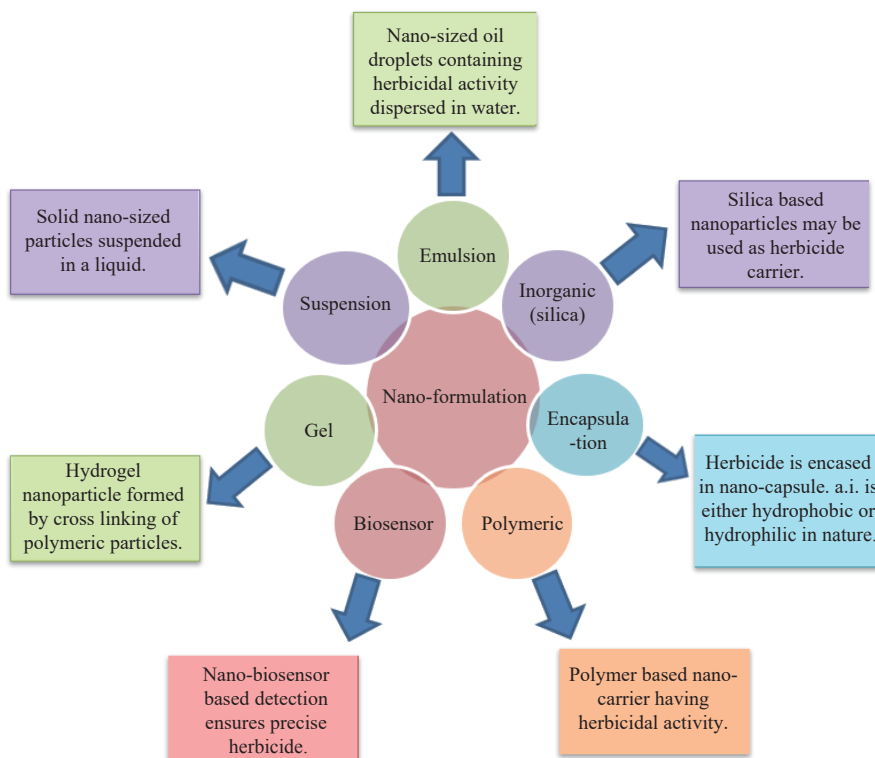 Nano-sized oil
droplets containing
herbicidal activity
dispersed in water.
Solid nano-sized
particles suspended
in a liquid.
Silica based
nanoparticles may be
used as herbicide
carrier.
Emulsion
Suspension
Inorganic
(silica)
Nano-formulation
Gel
Encapsula
-tion
Hydrogel
nanoparticle formed
by cross linking of
polymeric particles.
Herbicide is encased
in nano-capsule. a.i. is
either hydrophobic or
hydrophilic in nature.
Biosensor
Polymeric
Nano-biosensor
based detection
ensures precise
herbicide.
Polymer based nano-
carrier having
herbicidal activity.